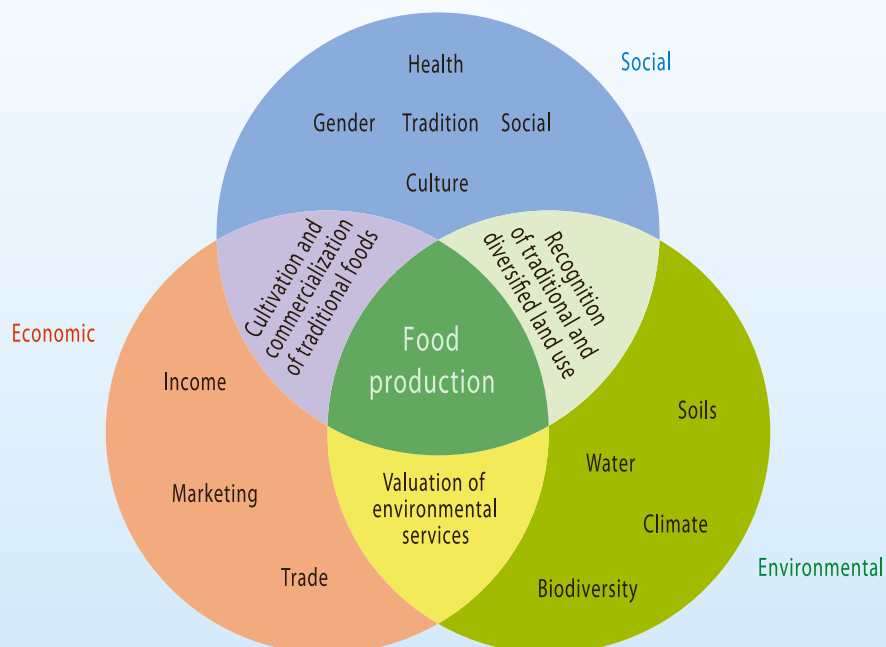 Health
Social
Gender Tradition Social
Culture
Cultivation and
commercialization
of traditional foods
Recognition
of traditional and
diversified land use
Economic
Food
production
Income
Soils
Water
Valuation of
environmental
services
Marketing
Climate
Environmental
Trade
Biodiversity